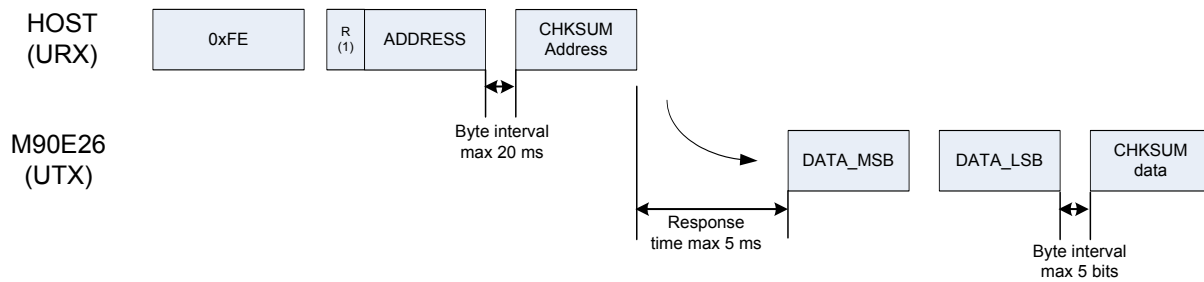 HOST
(URX)
0xFE
R
(1)
ADDRESS
CHKSUM
Address
Byte interval
max 20 ms
M90E26
(UTX)
DATA_MSB
DATA_LSB
CHKSUM
data
Response
time max 5 ms
Byte interval
max 5 bits